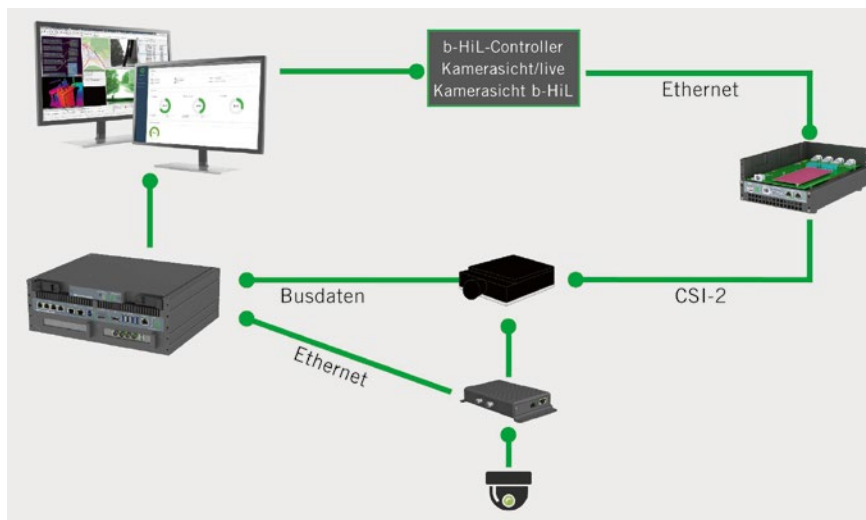 b-HiL-Controller
Kamerasicht/live
Kamerasicht b-HiL
Ethernet
Busdaten
CSI-2
Ethernet